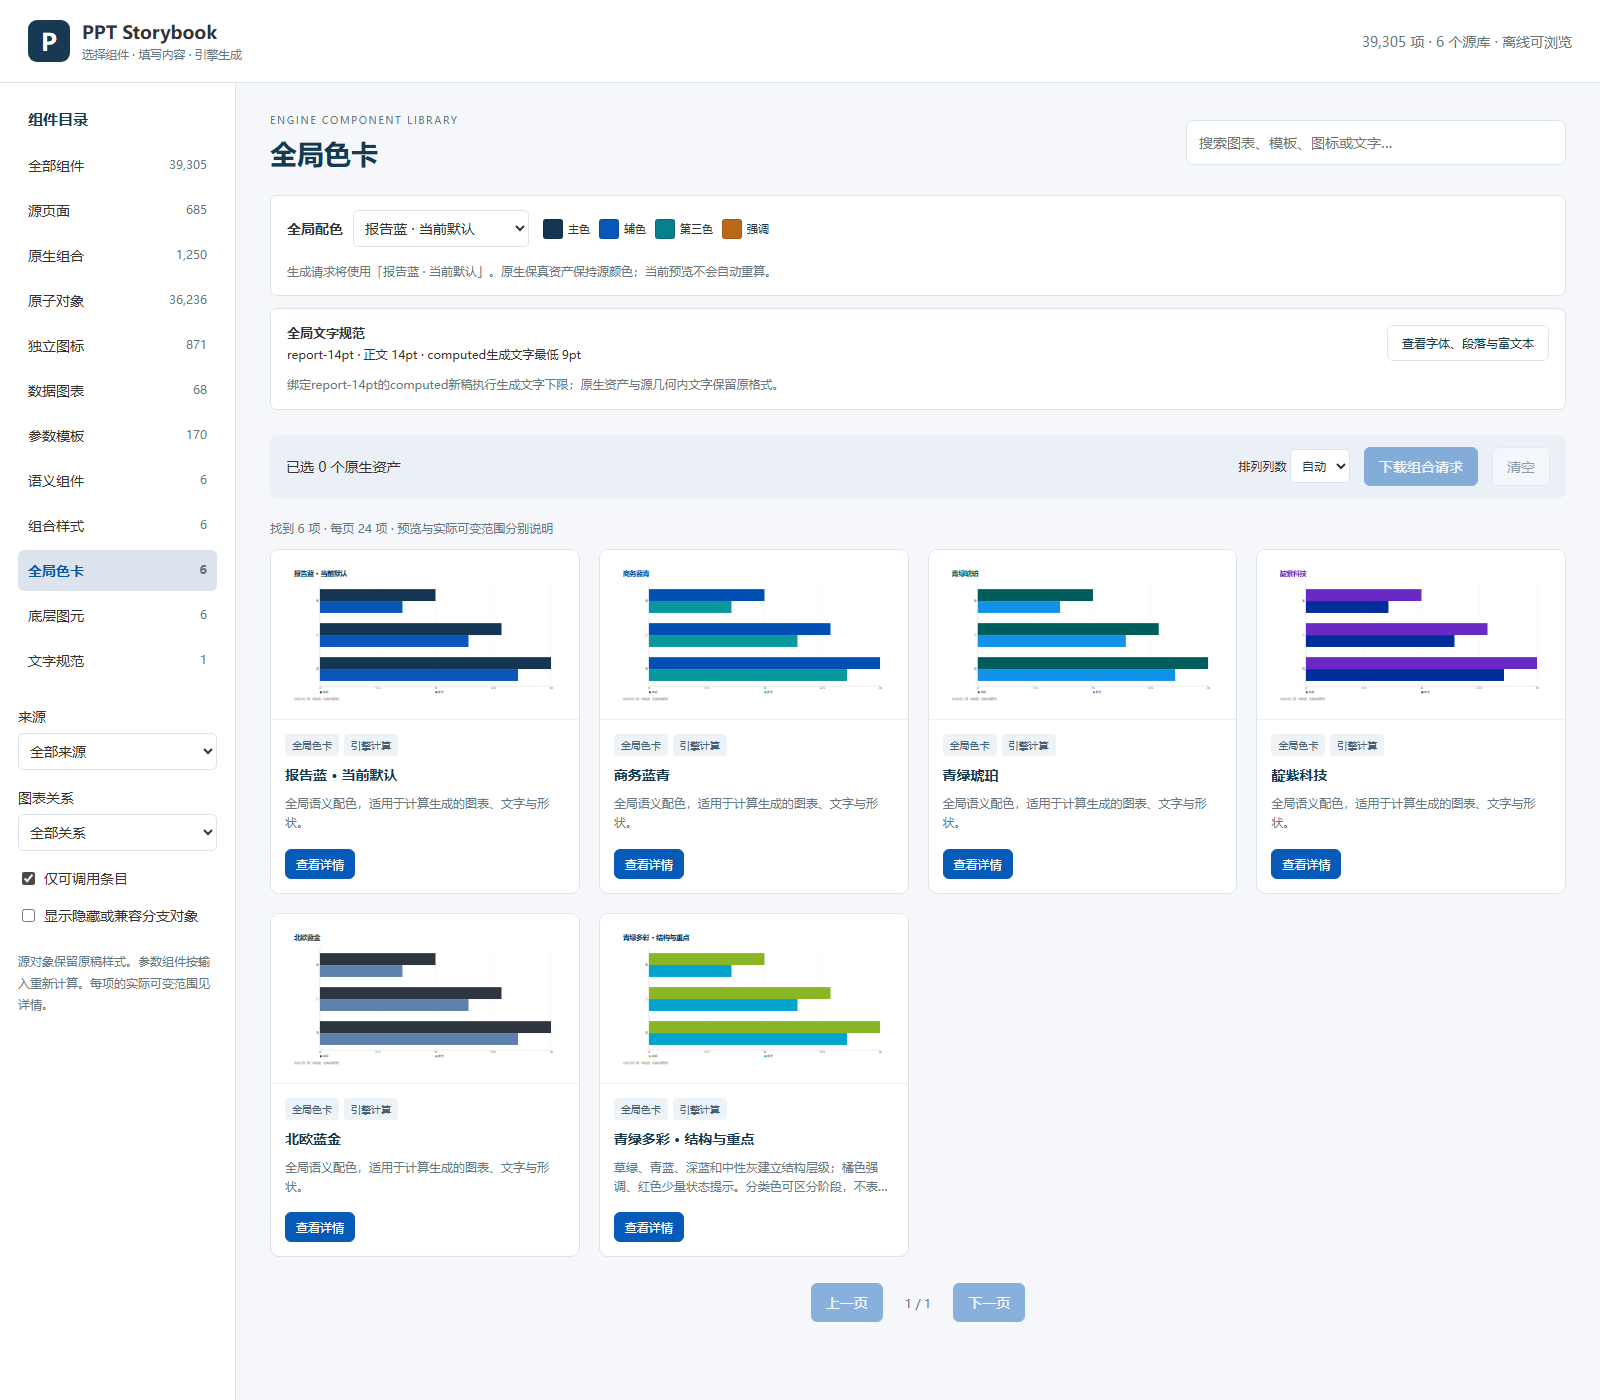 P
PPT Storybook
选择组件 · 填写内容 · 引擎生成
39,305 项 · 6 个源库 · 离线可浏览
组件目录
全部组件 39,305
源页面 685
原生组合 1,250
原子对象 36,236
独立图标 871
数据图表 68
参数模板 170
语义组件 6
组合样式 6
全局色卡 6
底层图元 6
文字规范 1
来源
全部来源
图表关系
全部关系
仅可调用条目
显示隐藏或兼容分支对象
源对象保留原稿样式。参数组件按输
入重新计算。每项的实际可变范围见
详情。
ENGINE COMPONENT LIBRARY
全局色卡
搜索图表、模板、图标或文字...
全局配色 报告蓝 · 当前默认 主色 辅色 第三色 强调
生成请求将使用「报告蓝 · 当前默认」。原生保真资产保持源颜色；当前预览不会自动重算。
全局文字规范
report-14pt · 正文 14pt · computed生成文字最低 9pt
绑定report-14pt的computed新稿执行生成文字下限；原生资产与源几何内文字保留原格式。
查看字体、段落与富文本
已选 0 个原生资产
排列列数 自动 下载组合请求 清空
找到 6 项 · 每页 24 项 · 预览与实际可变范围分别说明
报告蓝 · 当前默认
全局色卡 引擎计算
报告蓝 · 当前默认
全局语义配色，适用于计算生成的图表、文字与形
状。
查看详情
商务蓝青
全局色卡 引擎计算
商务蓝青
全局语义配色，适用于计算生成的图表、文字与形
状。
查看详情
青绿琥珀
全局色卡 引擎计算
青绿琥珀
全局语义配色，适用于计算生成的图表、文字与形
状。
查看详情
靛紫科技
全局色卡 引擎计算
靛紫科技
全局语义配色，适用于计算生成的图表、文字与形
状。
查看详情
北欧蓝金
全局色卡 引擎计算
北欧蓝金
全局语义配色，适用于计算生成的图表、文字与形
状。
查看详情
青绿多彩 · 结构与重点
全局色卡 引擎计算
青绿多彩 · 结构与重点
草绿、青蓝、深蓝和中性灰建立结构层级；橘色强
调、红色少量状态提示。分类色可区分阶段，不表...
查看详情
上一页
1 / 1
下一页